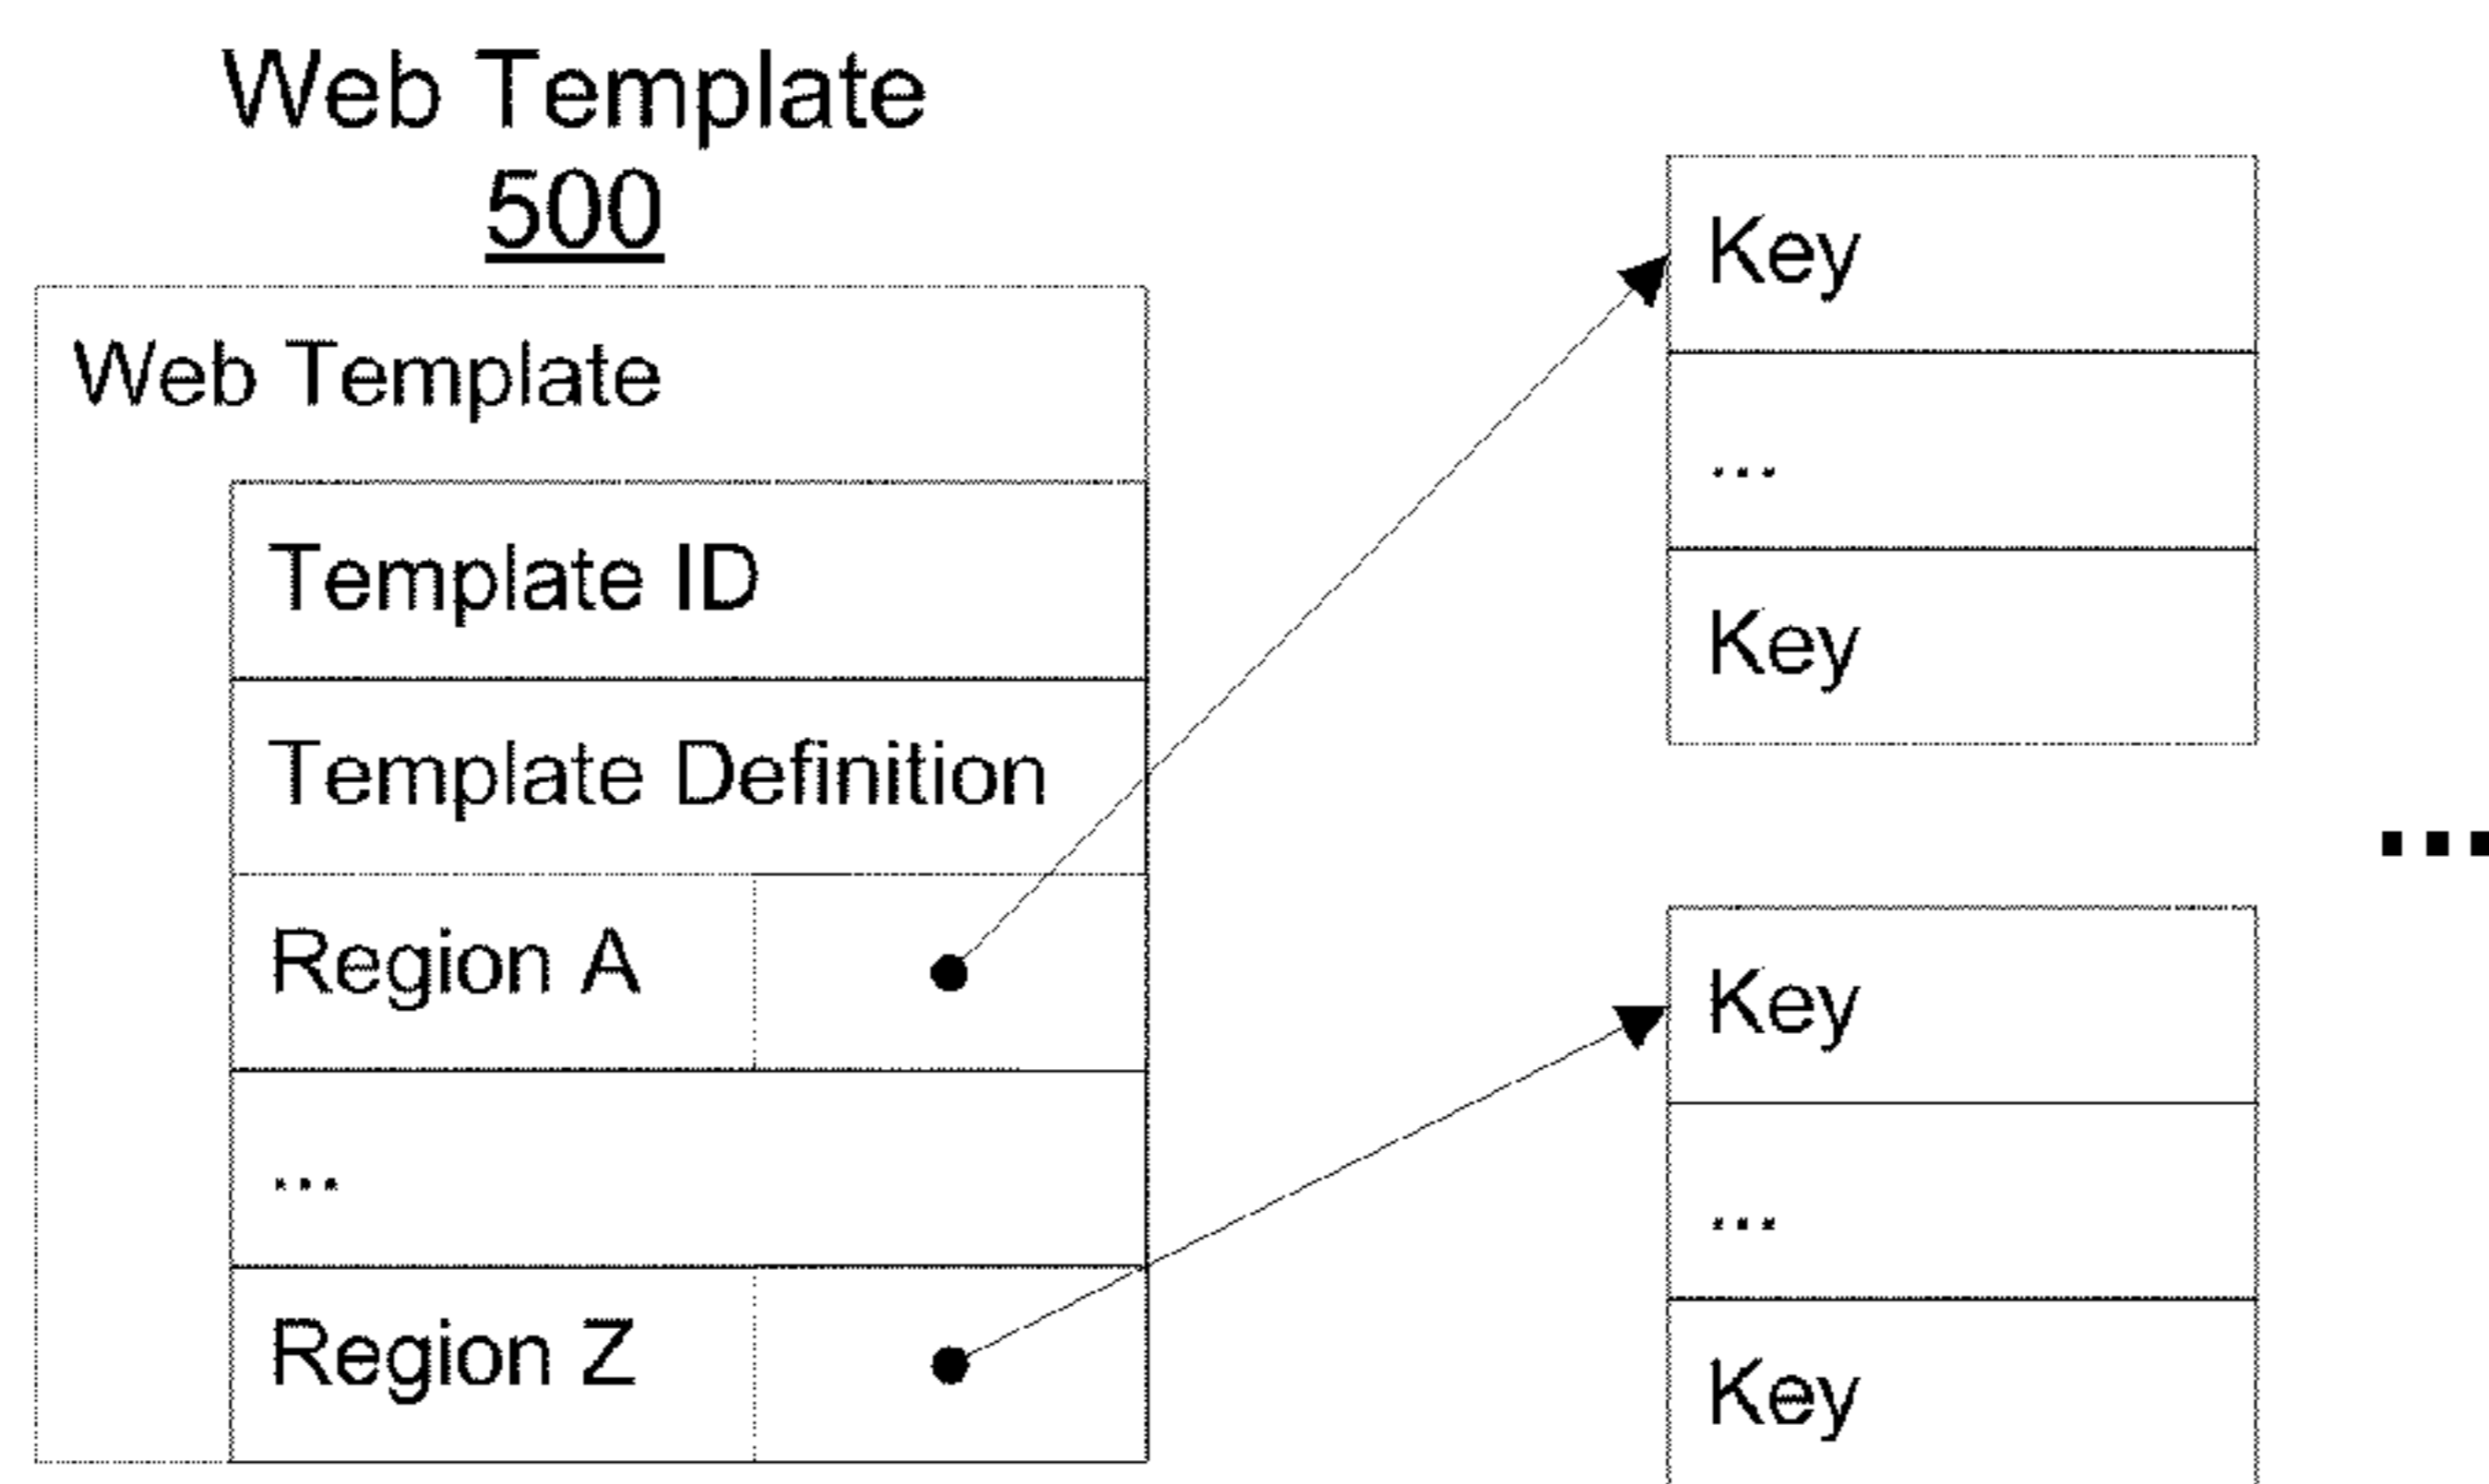 Web Template
500
Web Template
Template ID
Template Definition
Region A
...
Region Z
Key
...
Key
...
Key
...
Key